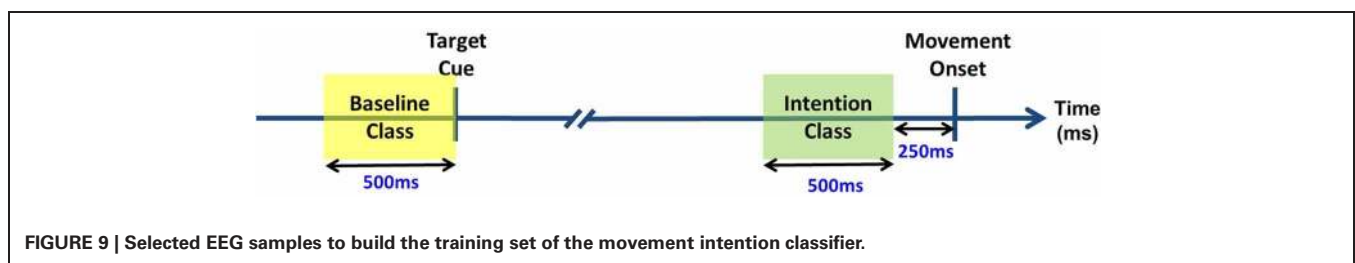 Target
Cue
Movement
Onset
Baseline
Class
Intention
Class
Time
(ms)
250ms
500ms
500ms
FIGURE 9 | Selected EEG samples to build the training set of the movement intention classifier.